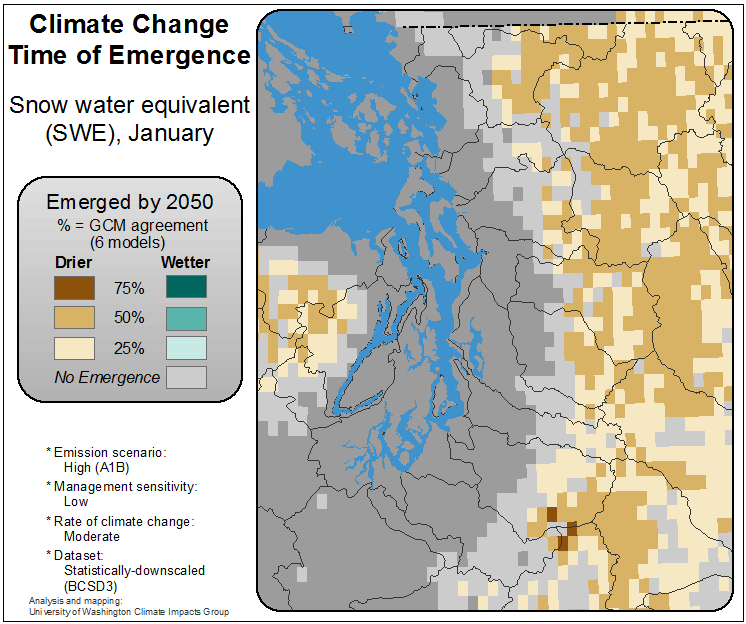 Climate Change
Time of Emergence
Snow water equivalent
(SWE), January
Emerged by 2050
% = GCM agreement
(6 models)
Drier Wetter
75%
50%
25%
No Emergence
* Emission scenario:
High (A1B)
* Management sensitivity:
Low
* Rate of climate change:
Moderate
* Dataset:
Statistically-downscaled
(BCSD3)
Analysis and mapping:
University of Washington Climate Impacts Group